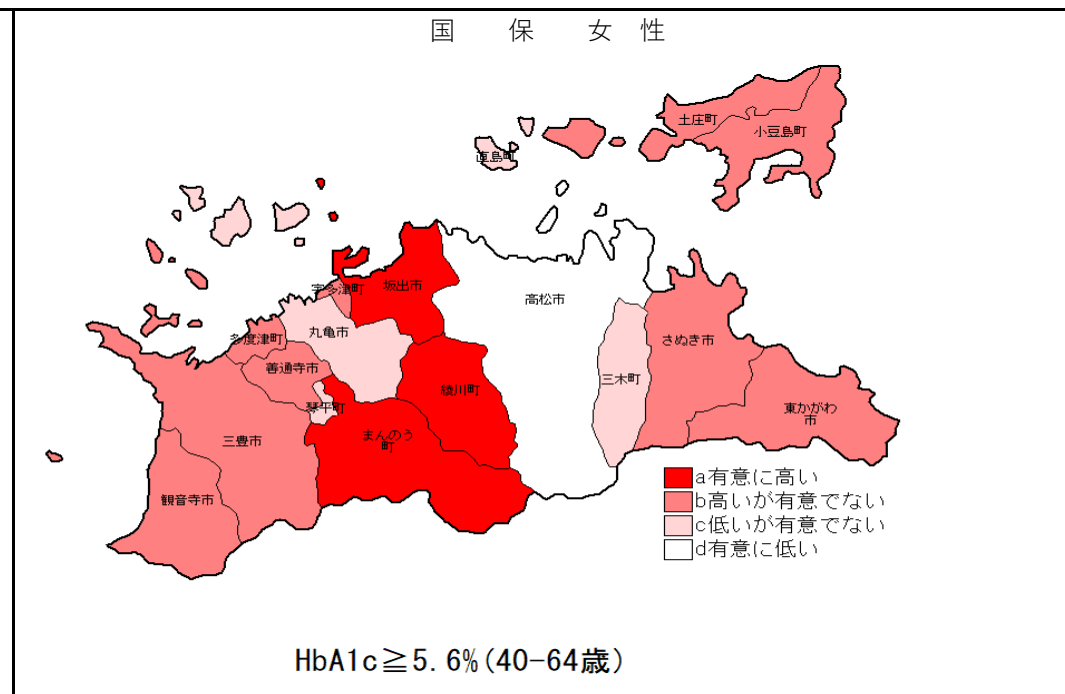 国保女性
土庄町
小豆島町
直島町
宇多津町
坂出市
高松市
丸亀市
多度津町
さぬき市
善通寺市
三木町
綾川町
琴平町
東かがわ
市
まんのう
町
三豊市
観音寺市
a有意に高い
b高いが有意でない
c低いが有意でない
d有意に低い
HbA1c≧5.6%(40-64歳)